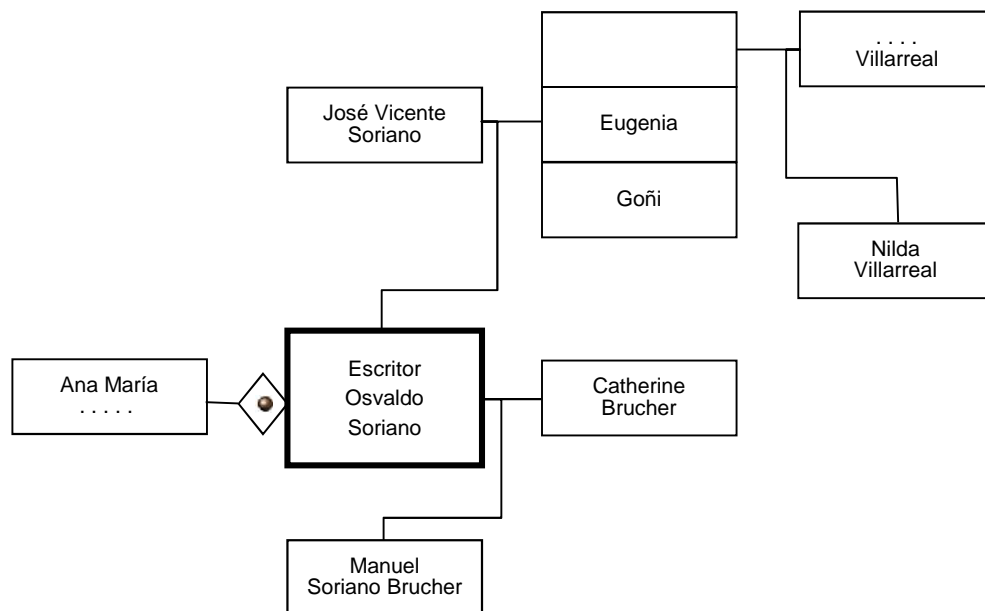 . . . .
Villarreal
José Vicente
Soriano
Eugenia
Goñi
Nilda
Villarreal
Ana María
. . . . .
Escritor
Osvaldo
Soriano
Catherine
Brucher
Manuel
Soriano Brucher